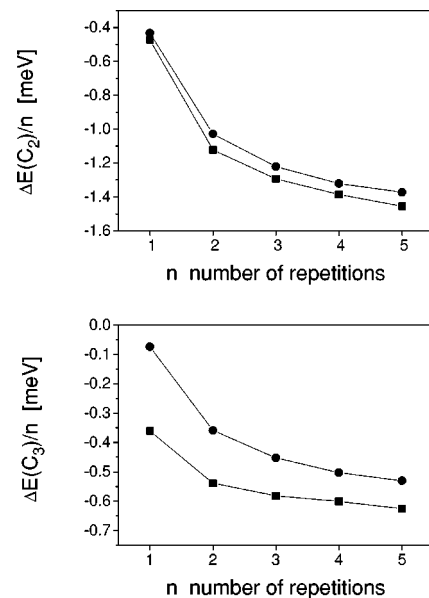 -0.4
-0.6
-0.8
-1.0
-1.2
-1.4
-1.6
ΔE(C₂)/n [meV]
1 2 3 4 5
n number of repetitions
0.0
-0.1
-0.2
-0.3
-0.4
-0.5
-0.6
-0.7
ΔE(C₃)/n [meV]
1 2 3 4 5
n number of repetitions